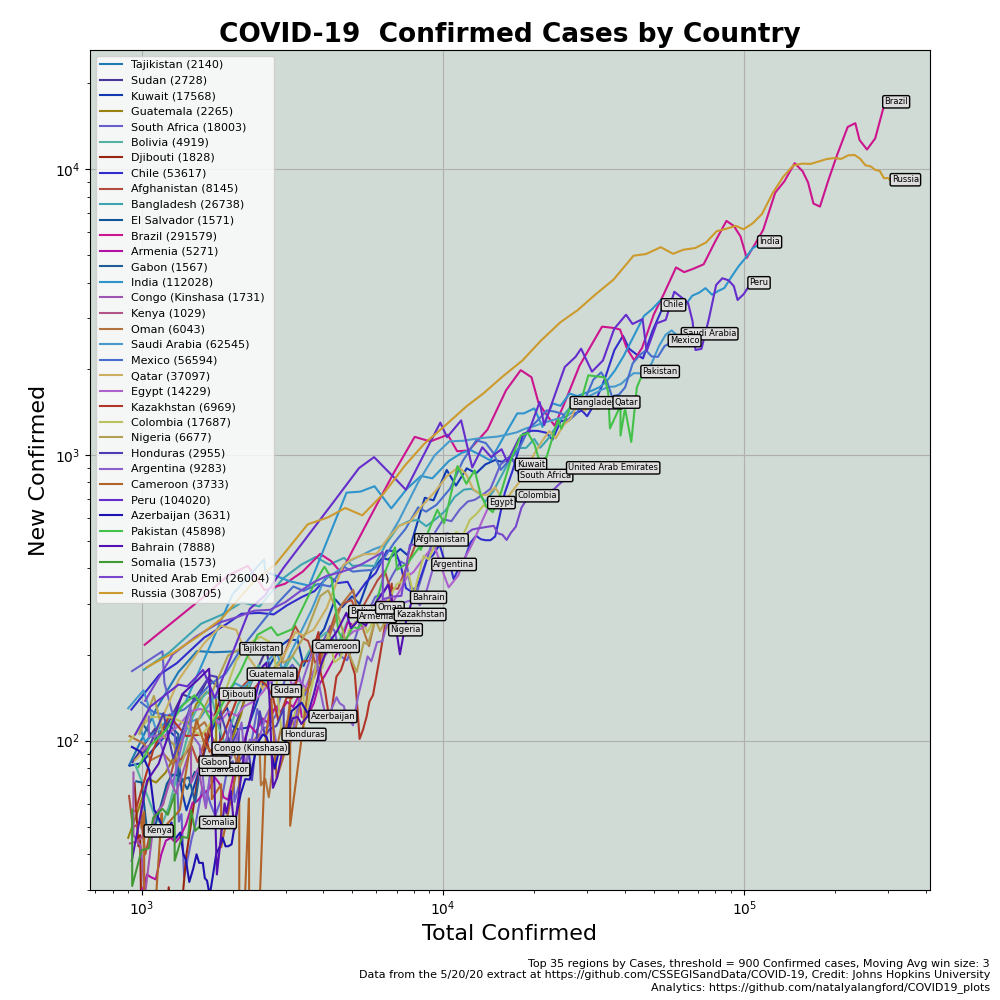 COVID-19  Confirmed Cases by Country
Tajikistan (2140)
Sudan (2728)
Kuwait (17568)
Guatemala (2265)
South Africa (18003)
Bolivia (4919)
Djibouti (1828)
Chile (53617)
Afghanistan (8145)
Bangladesh (26738)
El Salvador (1571)
Brazil (291579)
Armenia (5271)
Gabon (1567)
India (112028)
Congo (Kinshasa (1731)
Kenya (1029)
Oman (6043)
Saudi Arabia (62545)
Mexico (56594)
Qatar (37097)
Egypt (14229)
Kazakhstan (6969)
Colombia (17687)
Nigeria (6677)
Honduras (2955)
Argentina (9283)
Cameroon (3733)
Peru (104020)
Azerbaijan (3631)
Pakistan (45898)
Bahrain (7888)
Somalia (1573)
United Arab Emi (26004)
Russia (308705)
Brazil
Russia
India
Peru
Chile
Saudi Arabia
Mexico
Pakistan
Qatar
Kuwait
United Arab Emirates
South Africa
Colombia
Egypt
Afghanistan
Argentina
Bahrain
Oman
Armenia
Kazakhstan
Nigeria
Tajikistan
Cameroon
Guatemala
Djibouti
Sudan
Azerbaijan
Honduras
Congo (Kinshasa)
Gabon
El Salvador
Somalia
Kenya
10⁴
10³
10²
New Confirmed
10³ 10⁴ 10⁵
Total Confirmed
Top 35 regions by Cases, threshold = 900 Confirmed cases, Moving Avg win size: 3
Data from the 5/20/20 extract at https://github.com/CSSEGISandData/COVID-19, Credit: Johns Hopkins University
Analytics: https://github.com/natalyalangford/COVID19_plots